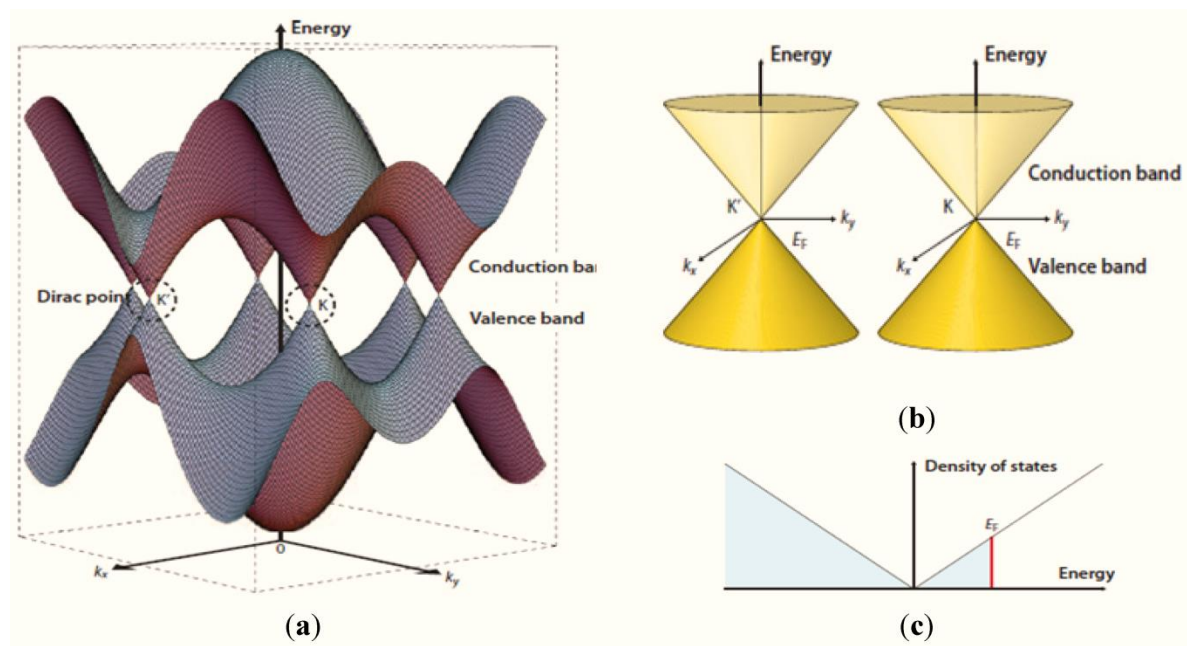 Energy
Dirac point
K′
K
Conduction ba
Valence band
0
kx
ky
(a)
Energy
Energy
Conduction band
K′
K
ky
ky
EF
EF
kx
kx
Valence band
(b)
Density of states
EF
Energy
(c)